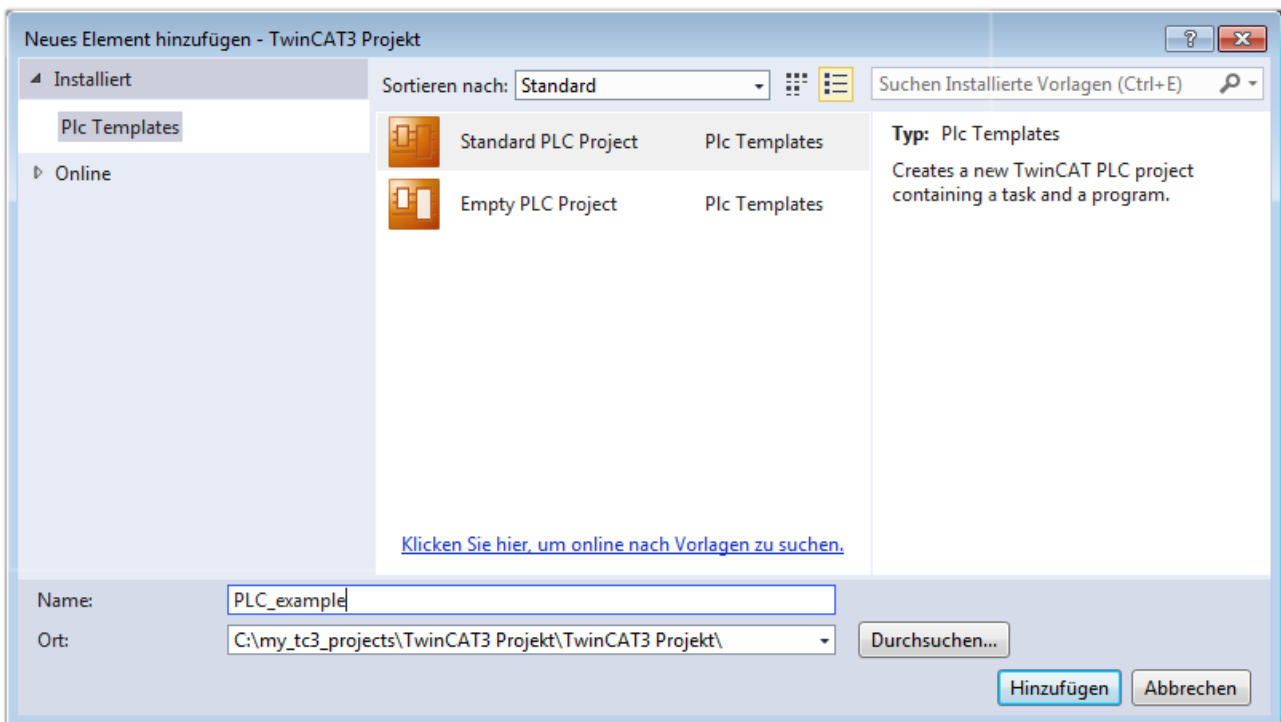 Neues Element hinzufügen - TwinCAT3 Projekt
Installiert
Plc Templates
Online
Sortieren nach: Standard
Suchen Installierte Vorlagen (Ctrl+E)
Standard PLC Project Plc Templates
Empty PLC Project Plc Templates
Typ: Plc Templates
Creates a new TwinCAT PLC project
containing a task and a program.
Klicken Sie hier, um online nach Vorlagen zu suchen.
Name: PLC_example
Ort: C:\my_tc3_projects\TwinCAT3 Projekt\TwinCAT3 Projekt\ Durchsuchen...
Hinzufügen Abbrechen